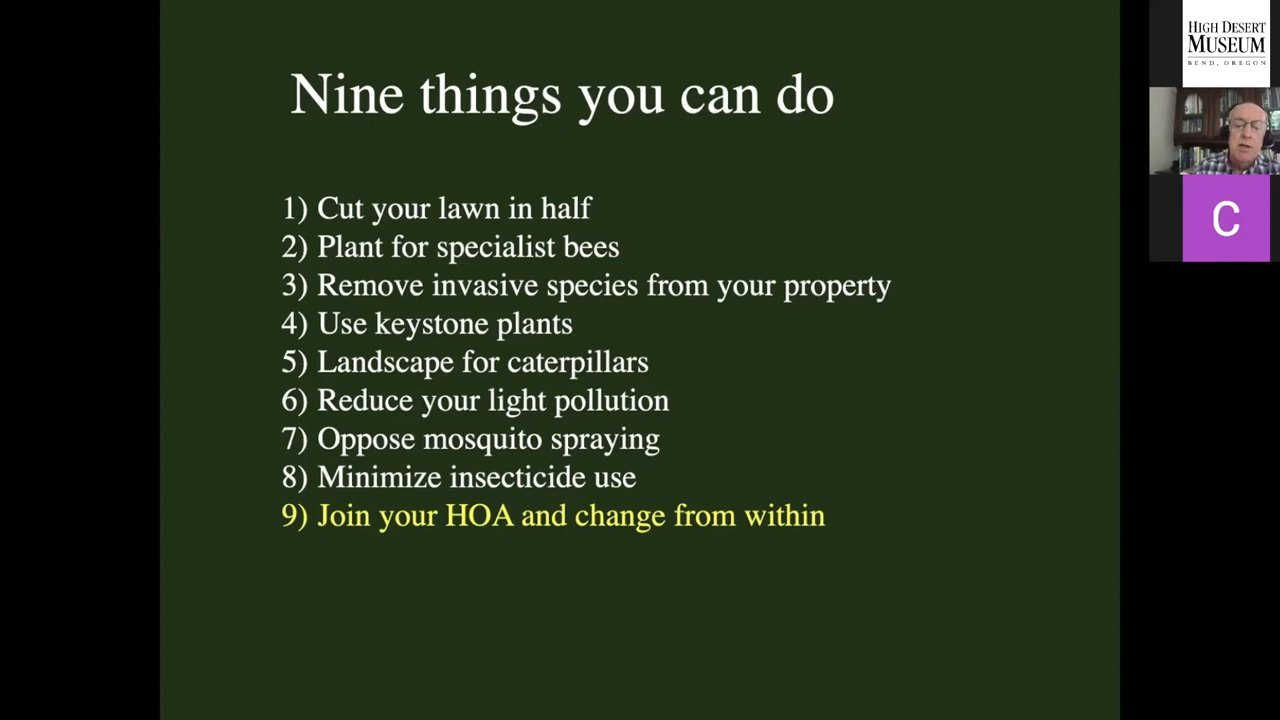 Nine things you can do
1) Cut your lawn in half
2) Plant for specialist bees
3) Remove invasive species from your property
4) Use keystone plants
5) Landscape for caterpillars
6) Reduce your light pollution
7) Oppose mosquito spraying
8) Minimize insecticide use
9) Join your HOA and change from within
HIGH DESERT
MUSEUM
BEND, OREGON
C